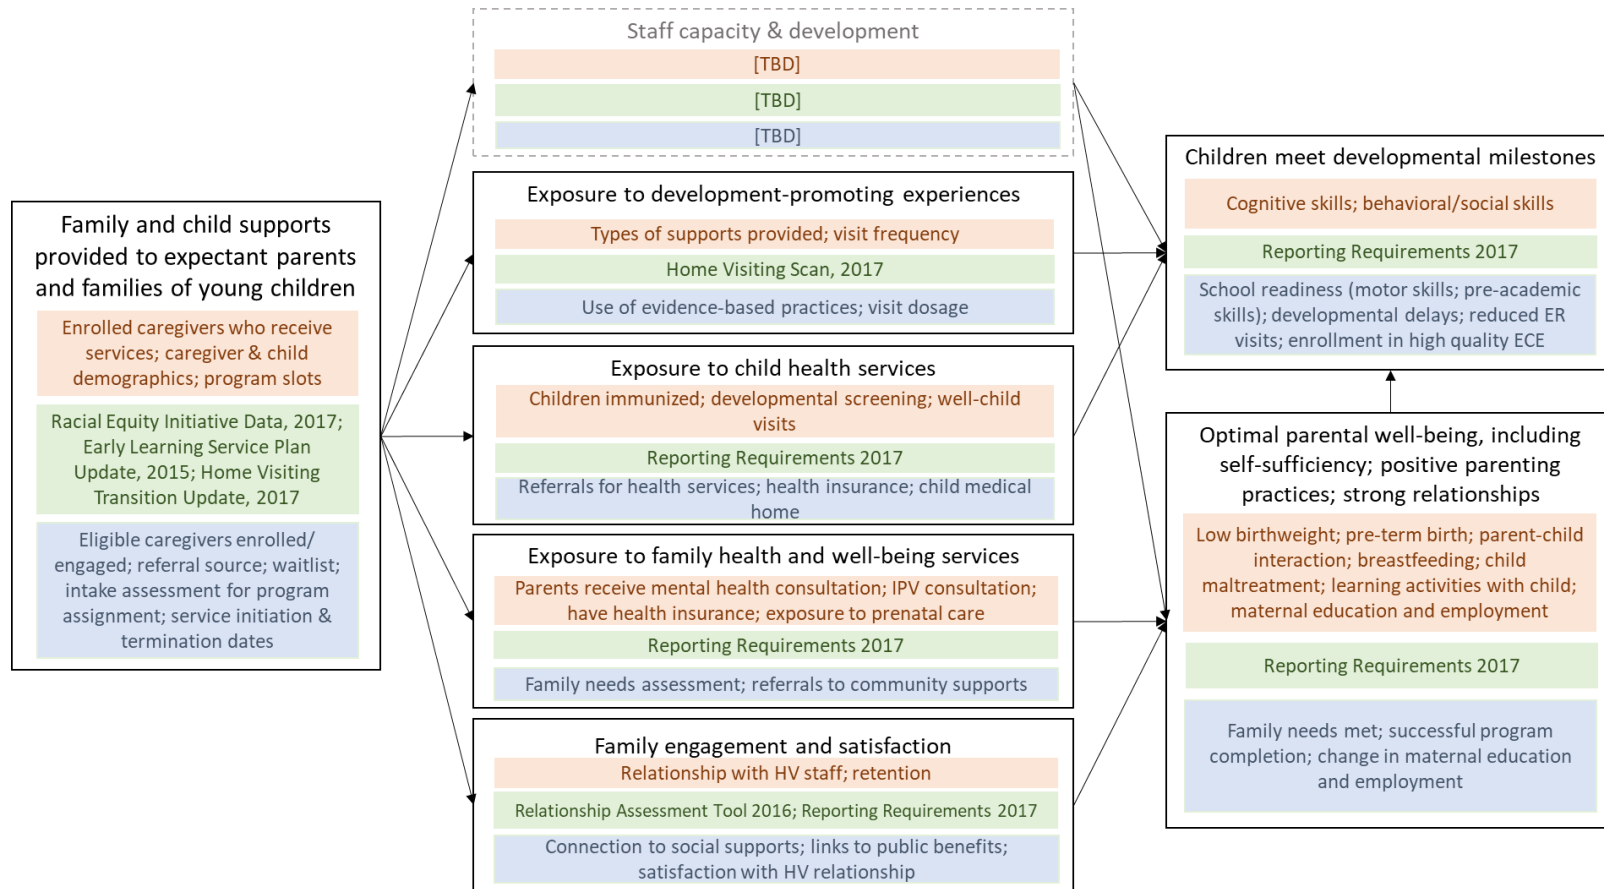 Family and child supports
provided to expectant parents
and families of young children
Enrolled caregivers who receive
services; caregiver & child
demographics; program slots
Racial Equity Initiative Data, 2017;
Early Learning Service Plan
Update, 2015; Home Visiting
Transition Update, 2017
Eligible caregivers enrolled/
engaged; referral source; waitlist;
intake assessment for program
assignment; service initiation &
termination dates
Staff capacity & development
[TBD]
[TBD]
[TBD]
Exposure to development-promoting experiences
Types of supports provided; visit frequency
Home Visiting Scan, 2017
Use of evidence-based practices; visit dosage
Exposure to child health services
Children immunized; developmental screening; well-child
visits
Reporting Requirements 2017
Referrals for health services; health insurance; child medical
home
Exposure to family health and well-being services
Parents receive mental health consultation; IPV consultation;
have health insurance; exposure to prenatal care
Reporting Requirements 2017
Family needs assessment; referrals to community supports
Family engagement and satisfaction
Relationship with HV staff; retention
Relationship Assessment Tool 2016; Reporting Requirements 2017
Connection to social supports; links to public benefits;
satisfaction with HV relationship
Children meet developmental milestones
Cognitive skills; behavioral/social skills
Reporting Requirements 2017
School readiness (motor skills; pre-academic
skills); developmental delays; reduced ER
visits; enrollment in high quality ECE
Optimal parental well-being, including
self-sufficiency; positive parenting
practices; strong relationships
Low birthweight; pre-term birth; parent-child
interaction; breastfeeding; child
maltreatment; learning activities with child;
maternal education and employment
Reporting Requirements 2017
Family needs met; successful program
completion; change in maternal education
and employment